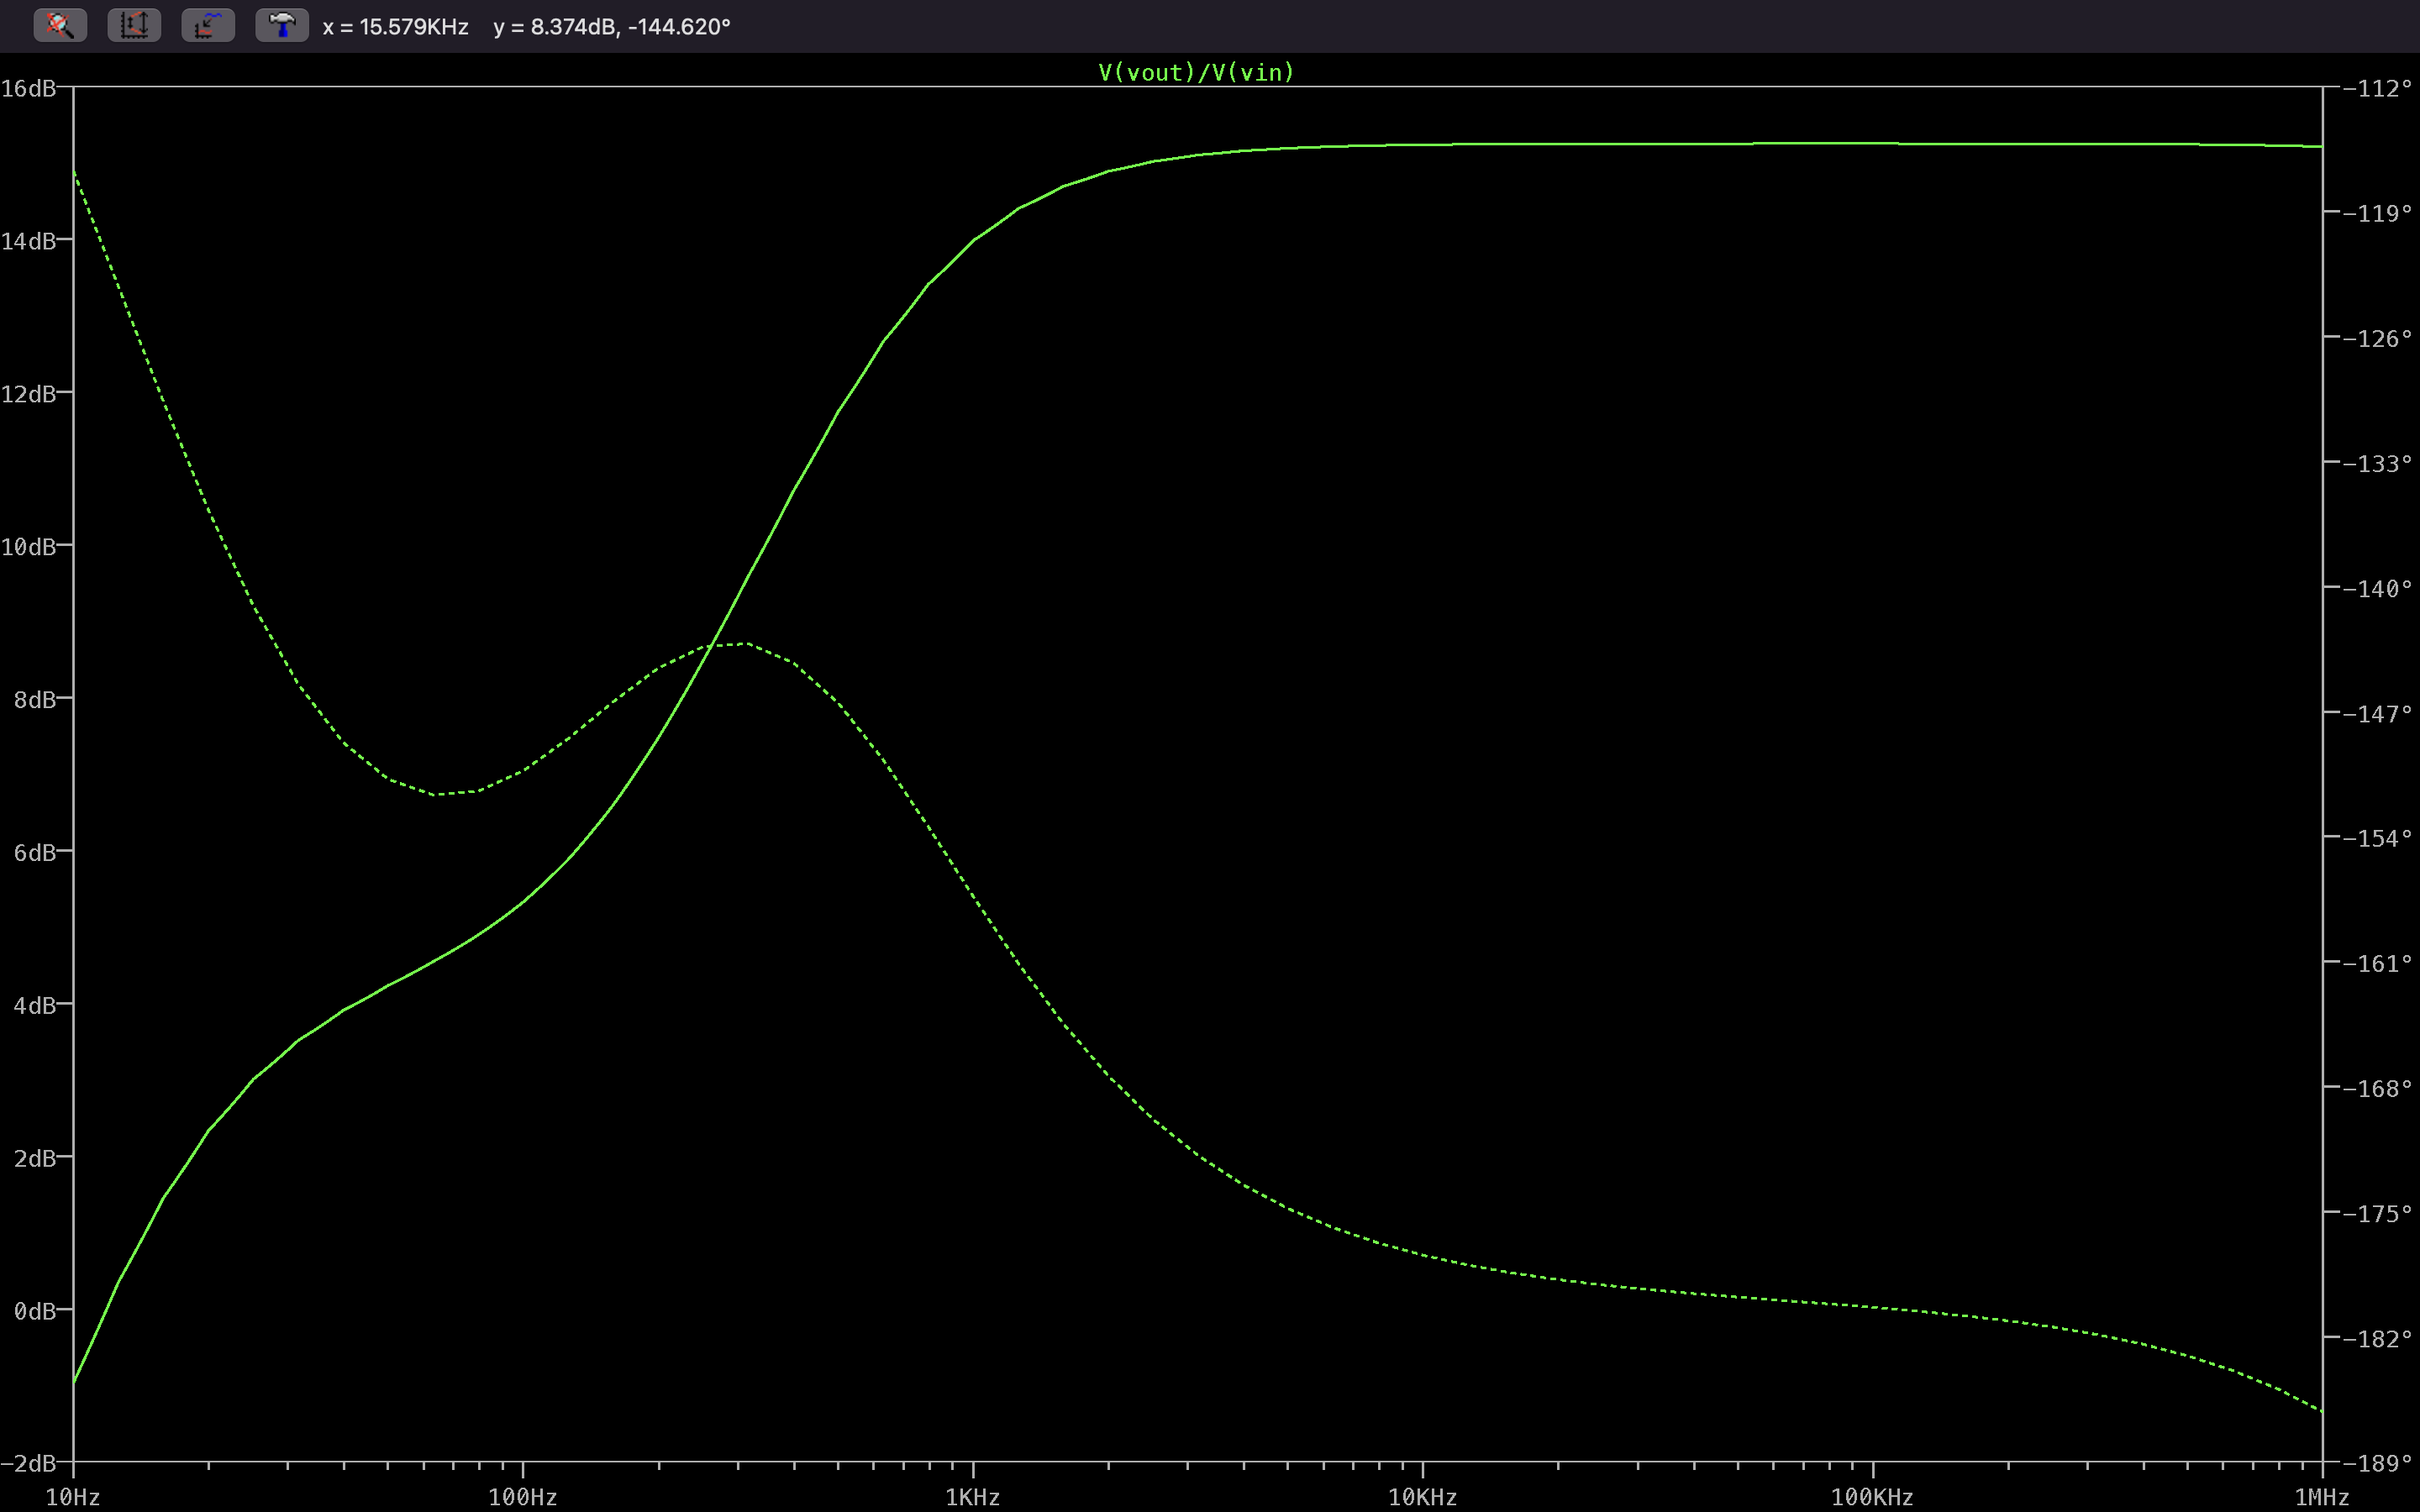 x = 15.579KHz y = 8.374dB, -144.620°
V(vout)/V(vin)
16dB
14dB
12dB
10dB
8dB
6dB
4dB
2dB
0dB
−2dB
−112°
−119°
−126°
−133°
−140°
−147°
−154°
−161°
−168°
−175°
−182°
−189°
10Hz 100Hz 1KHz 10KHz 100KHz 1MHz